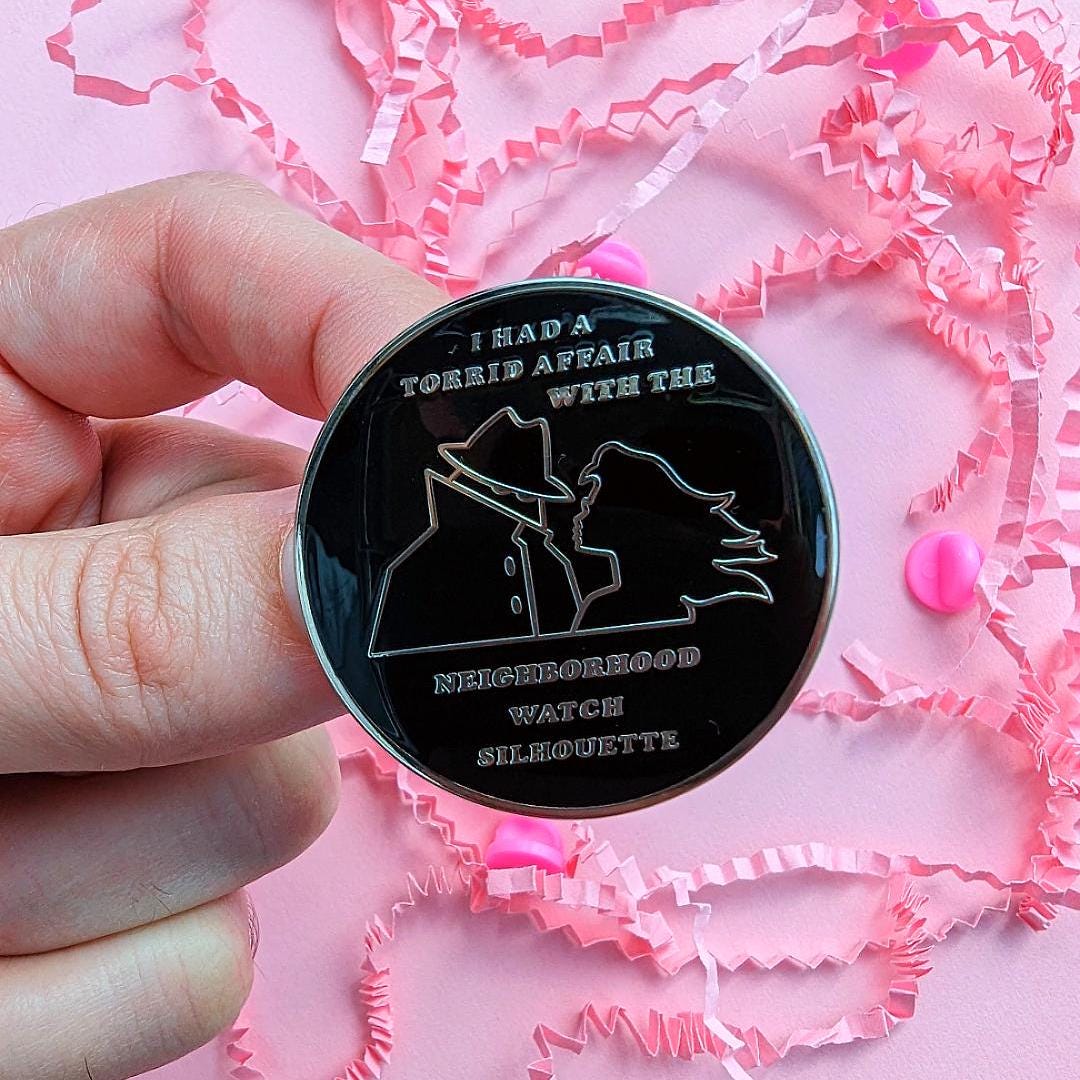 I HAD A
TORRID AFFAIR
WITH THE
NEIGHBORHOOD
WATCH
SILHOUETTE